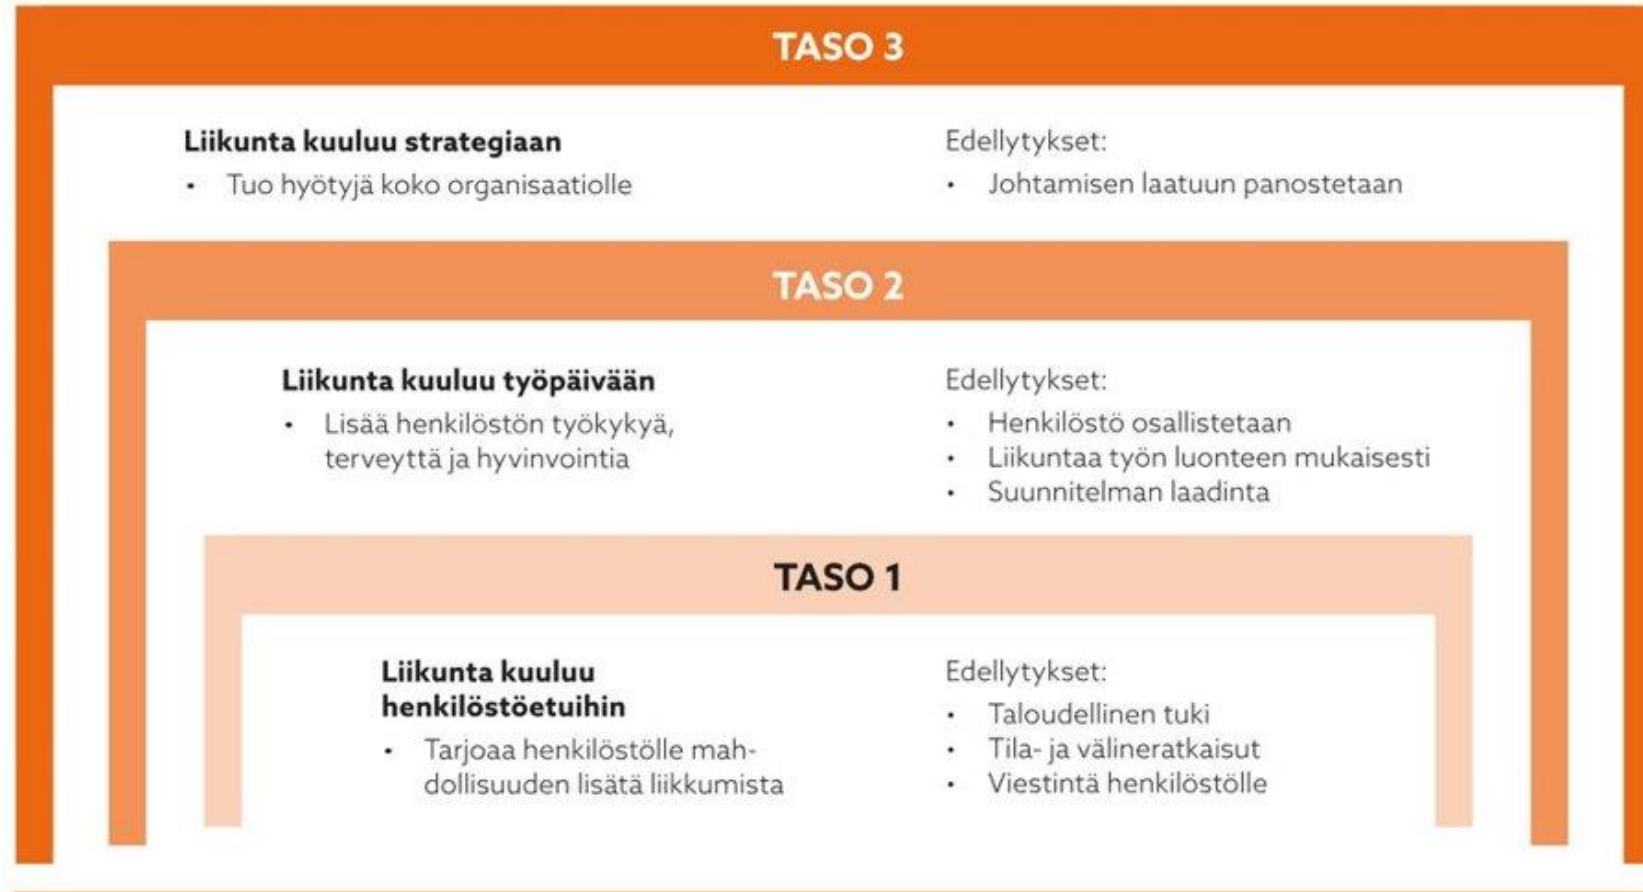 TASO 3
Liikunta kuuluu strategiaan
• Tuo hyötyjä koko organisaatiolle
Edellytykset:
• Johtamisen laatuun panostetaan
TASO 2
Liikunta kuuluu työpäivään
• Lisää henkilöstön työkykyä,
terveyttä ja hyvinvointia
Edellytykset:
• Henkilöstö osallistetaan
• Liikuntaa työn luonteen mukaisesti
• Suunnitelman laadinta
TASO 1
Liikunta kuuluu
henkilöstöetuihin
• Tarjoaa henkilöstölle mah-
dollisuuden lisätä liikkumista
Edellytykset:
• Taloudellinen tuki
• Tila- ja välineratkaisut
• Viestintä henkilöstölle